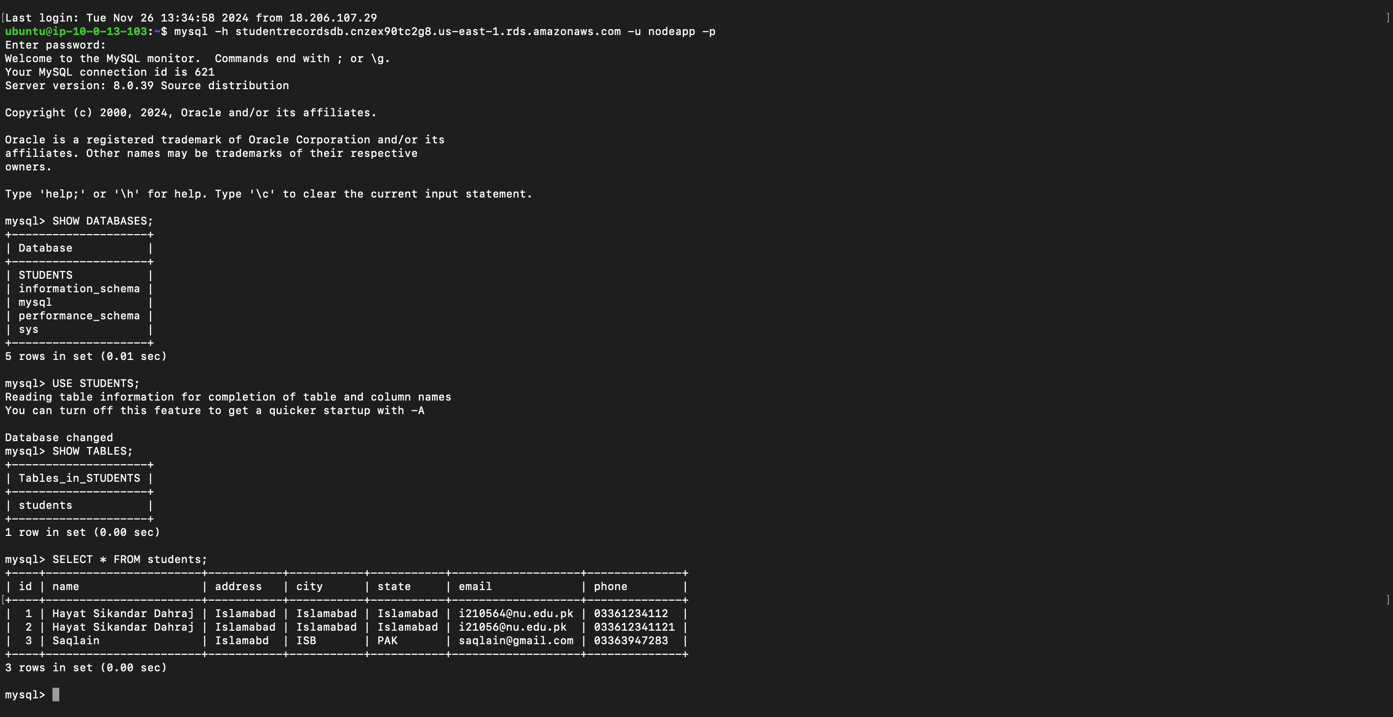 [Last login: Tue Nov 26 13:34:58 2024 from 18.206.107.29 ]
ubuntu@ip-10-0-13-103:~$ mysql -h studentrecordsdb.cnzex90tc2g8.us-east-1.rds.amazonaws.com -u nodeapp -p
Enter password:
Welcome to the MySQL monitor.  Commands end with ; or \g.
Your MySQL connection id is 621
Server version: 8.0.39 Source distribution

Copyright (c) 2000, 2024, Oracle and/or its affiliates.

Oracle is a registered trademark of Oracle Corporation and/or its
affiliates. Other names may be trademarks of their respective
owners.

Type 'help;' or '\h' for help. Type '\c' to clear the current input statement.

mysql> SHOW DATABASES;
+--------------------+
| Database           |
+--------------------+
| STUDENTS           |
| information_schema |
| mysql              |
| performance_schema |
| sys                |
+--------------------+
5 rows in set (0.01 sec)

mysql> USE STUDENTS;
Reading table information for completion of table and column names
You can turn off this feature to get a quicker startup with -A

Database changed
mysql> SHOW TABLES;
+--------------------+
| Tables_in_STUDENTS |
+--------------------+
| students           |
+--------------------+
1 row in set (0.00 sec)

mysql> SELECT * FROM students;
+----+-----------------------+-----------+-----------+-----------+-------------------+--------------+
| id | name                  | address   | city      | state     | email             | phone        |
[+----+-----------------------+-----------+-----------+-----------+-------------------+--------------+ ]
|  1 | Hayat Sikandar Dahraj | Islamabad | Islamabad | Islamabad | i210564@nu.edu.pk | 03361234112  |
|  2 | Hayat Sikandar Dahraj | Islamabad | Islamabad | Islamabad | i21056@nu.edu.pk  | 033612341121 |
|  3 | Saqlain               | Islamabd  | ISB       | PAK       | saqlain@gmail.com | 03363947283  |
+----+-----------------------+-----------+-----------+-----------+-------------------+--------------+
3 rows in set (0.00 sec)

mysql>